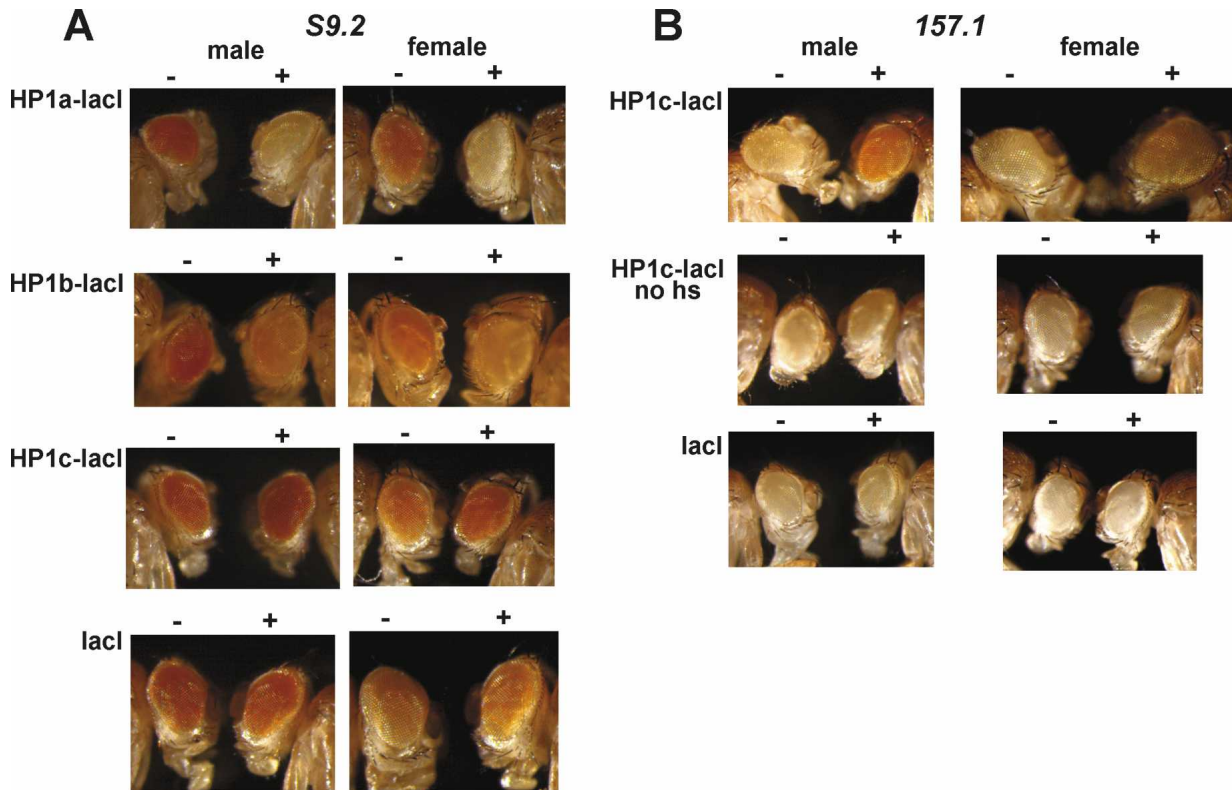 A
S9.2
male
female
- + - +
HP1a-lacI
- + - +
HP1b-lacI
- + - +
HP1c-lacI
- + - +
lacI
B
157.1
male
female
- + - +
HP1c-lacI
- + - +
HP1c-lacI
no hs
- + - +
lacI